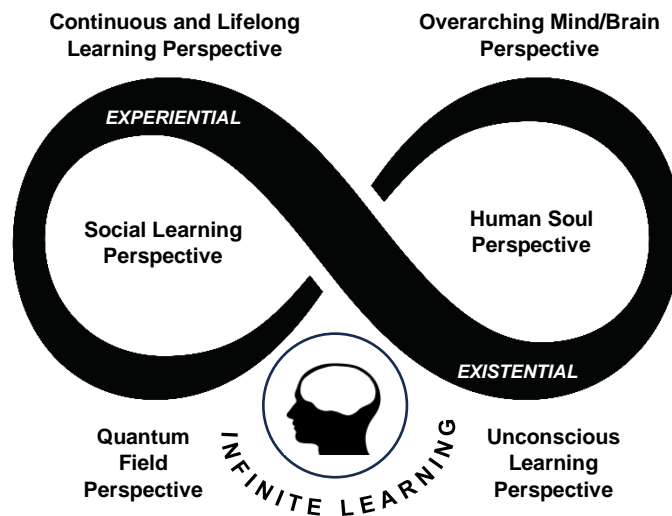 Continuous and Lifelong
Learning Perspective
Overarching Mind/Brain
Perspective
EXPERIENTIAL
Social Learning
Perspective
Human Soul
Perspective
EXISTENTIAL
Quantum
Field
Perspective
INFINITE LEARNING
Unconscious
Learning
Perspective